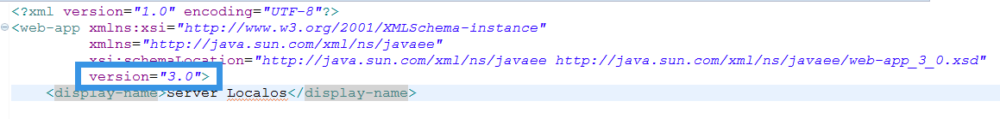 <?xml version="1.0" encoding="UTF-8"?>
<web-app xmlns:xsi="http://www.w3.org/2001/XMLSchema-instance"
xmlns="http://java.sun.com/xml/ns/javaee"
xsi:schemaLocation="http://java.sun.com/xml/ns/javaee http://java.sun.com/xml/ns/javaee/web-app_3_0.xsd"
version="3.0">
<display-name>Server Localos</display-name>